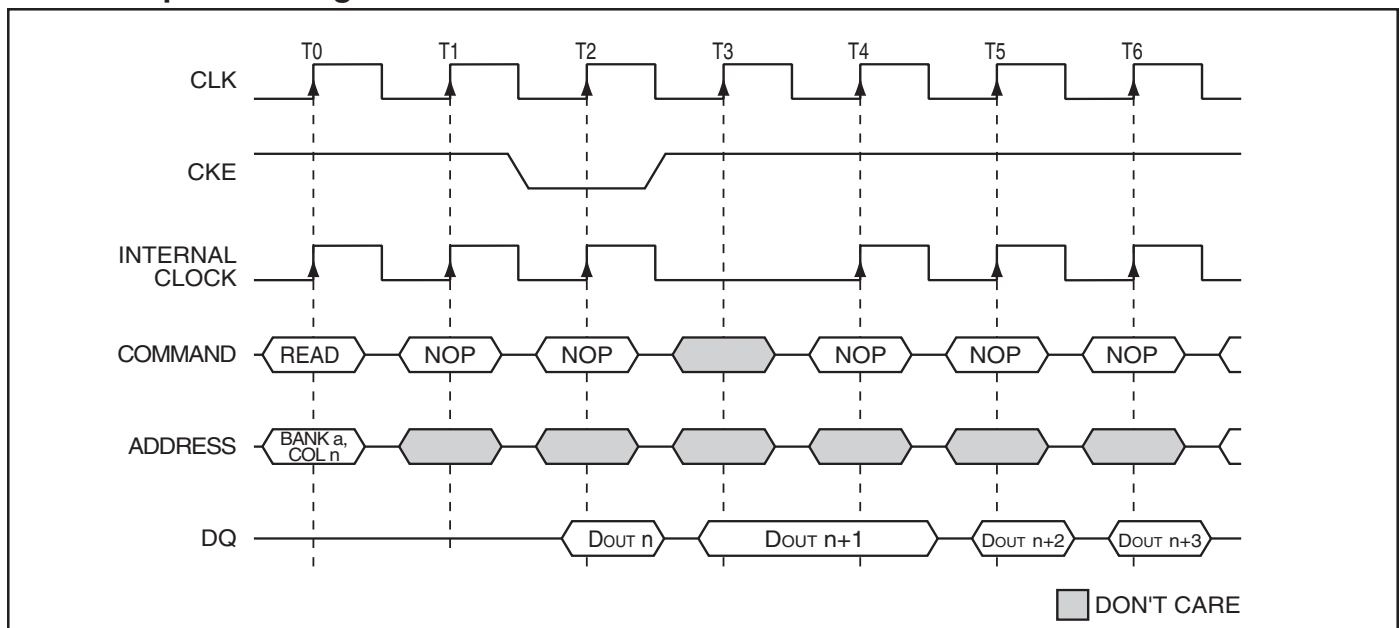 T0 T1 T2 T3 T4 T5 T6
CLK
CKE
INTERNAL
CLOCK
COMMAND READ NOP NOP NOP NOP NOP
ADDRESS BANK a,
COL n
DQ DOUT n DOUT n+1 DOUT n+2 DOUT n+3
DON'T CARE